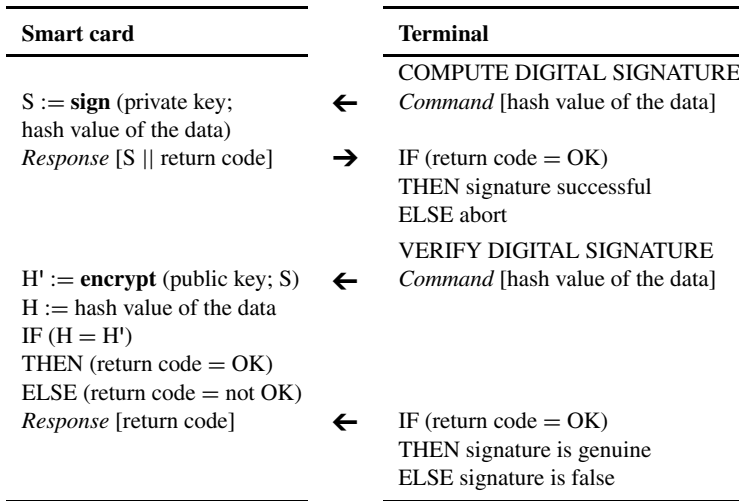 Smart card Terminal
COMPUTE DIGITAL SIGNATURE
S := sign (private key; ← Command [hash value of the data]
hash value of the data)
Response [S || return code] → IF (return code = OK)
THEN signature successful
ELSE abort
VERIFY DIGITAL SIGNATURE
H' := encrypt (public key; S) ← Command [hash value of the data]
H := hash value of the data
IF (H = H')
THEN (return code = OK)
ELSE (return code = not OK)
Response [return code] ← IF (return code = OK)
THEN signature is genuine
ELSE signature is false